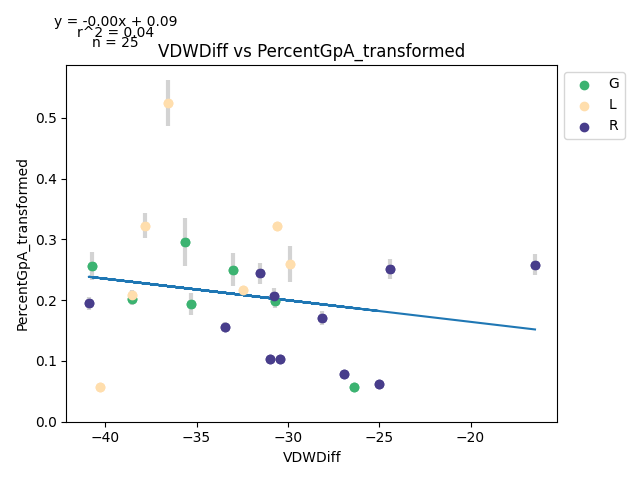 y = -0.00x + 0.09
r^2 = 0.04
n = 25
VDWDiff vs PercentGpA_transformed
G
L
R
PercentGpA_transformed
0.5
0.4
0.3
0.2
0.1
0.0
−40
−35
−30
−25
−20
VDWDiff